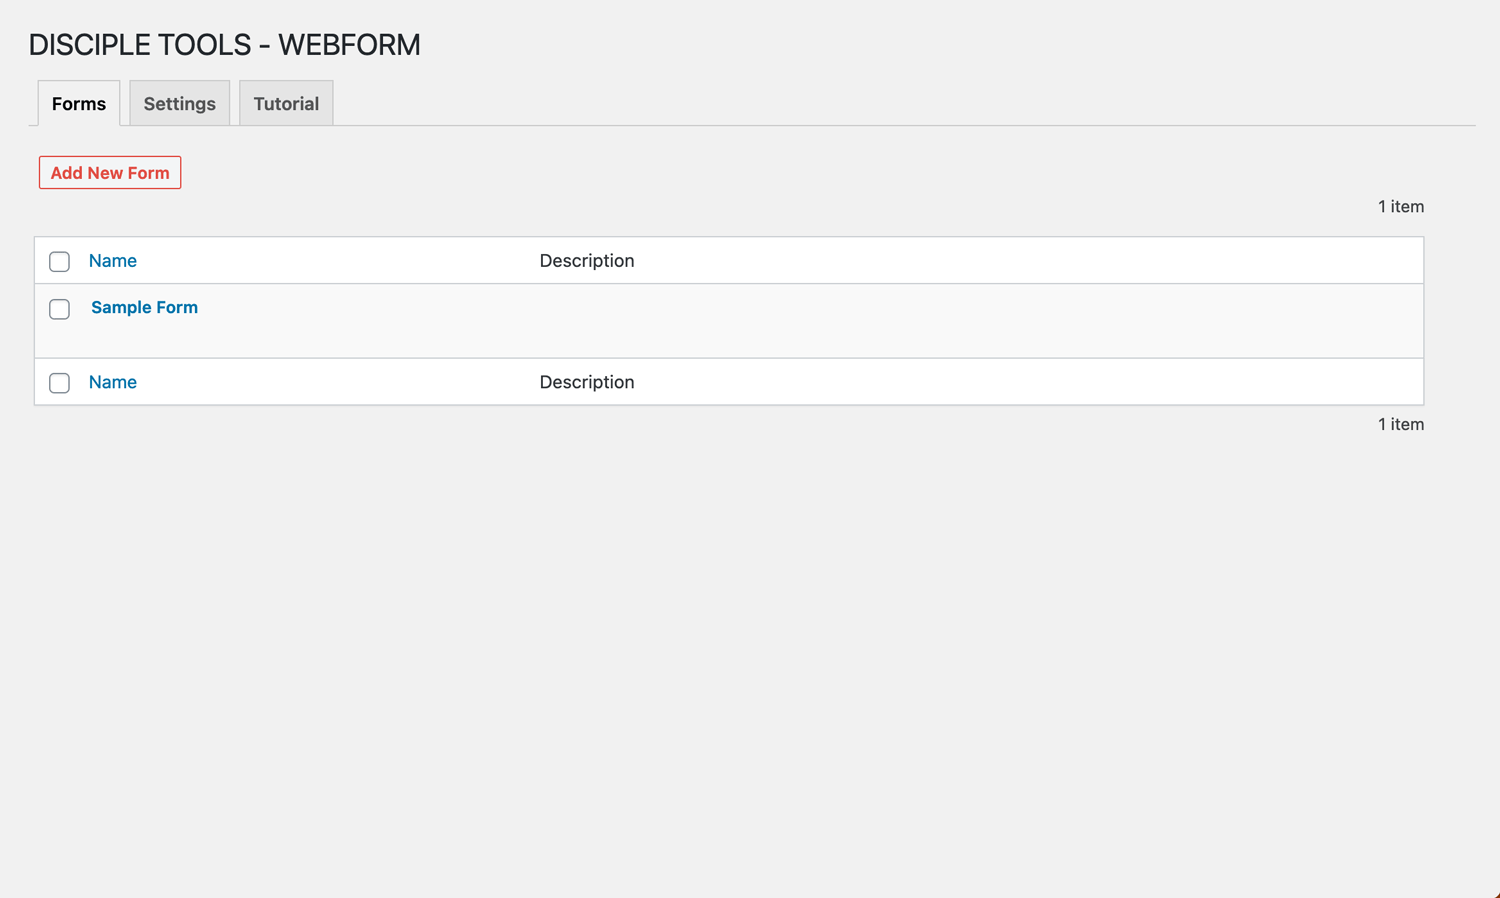 DISCIPLE TOOLS - WEBFORM
Forms Settings Tutorial
Add New Form
1 item
Name Description
Sample Form
Name Description
1 item